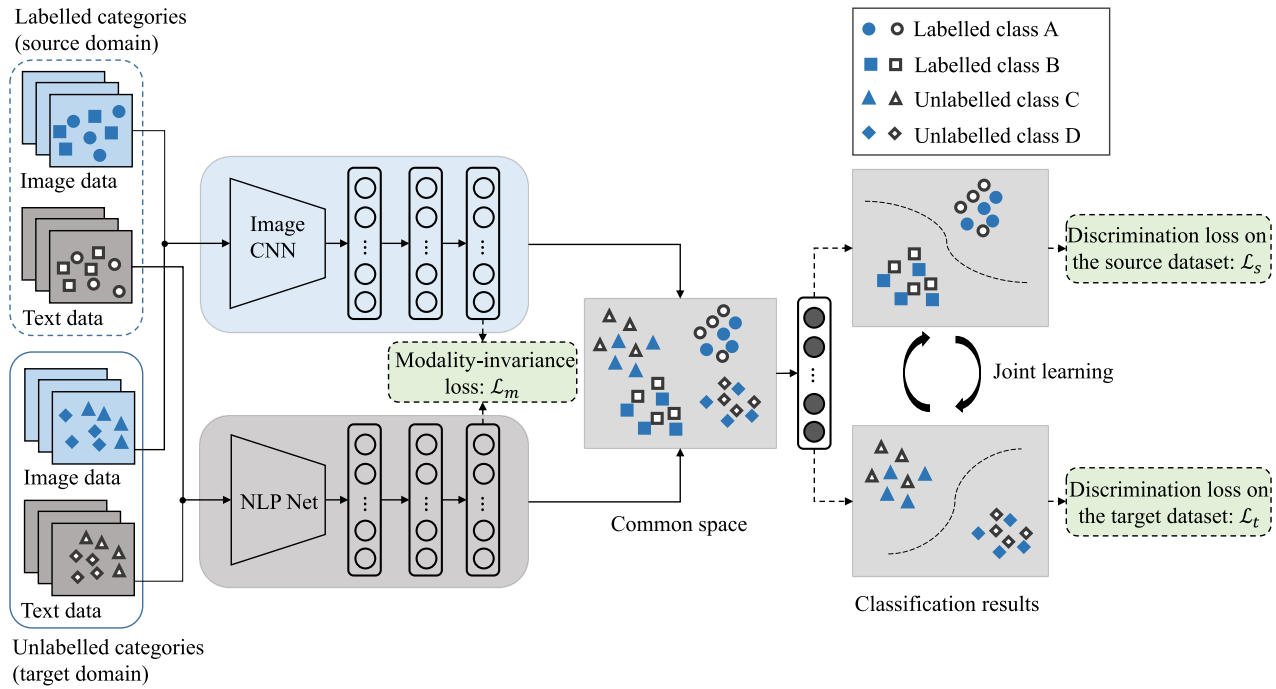 Labelled categories
(source domain)
Image data
Text data
Image data
Text data
Unlabelled categories
(target domain)
Image
CNN
Modality-invariance
loss: ℒₘ
NLP Net
Common space
Labelled class A
Labelled class B
Unlabelled class C
Unlabelled class D
Discrimination loss on
the source dataset: ℒₛ
Joint learning
Discrimination loss on
the target dataset: ℒₜ
Classification results